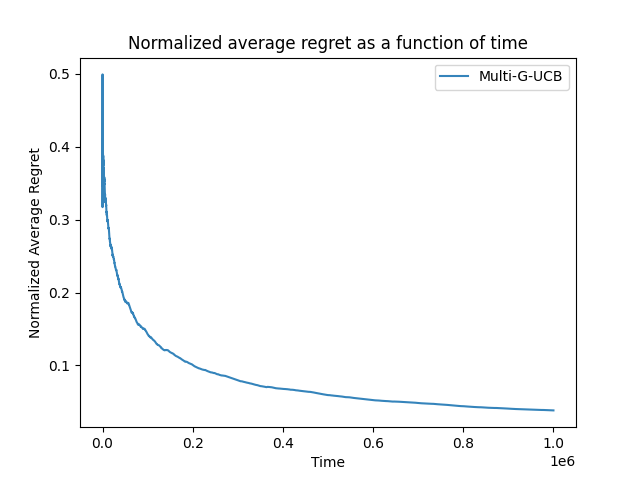 Normalized average regret as a function of time
Multi-G-UCB
Normalized Average Regret
0.5
0.4
0.3
0.2
0.1
0.0
0.2
0.4
0.6
0.8
1.0
1e6
Time